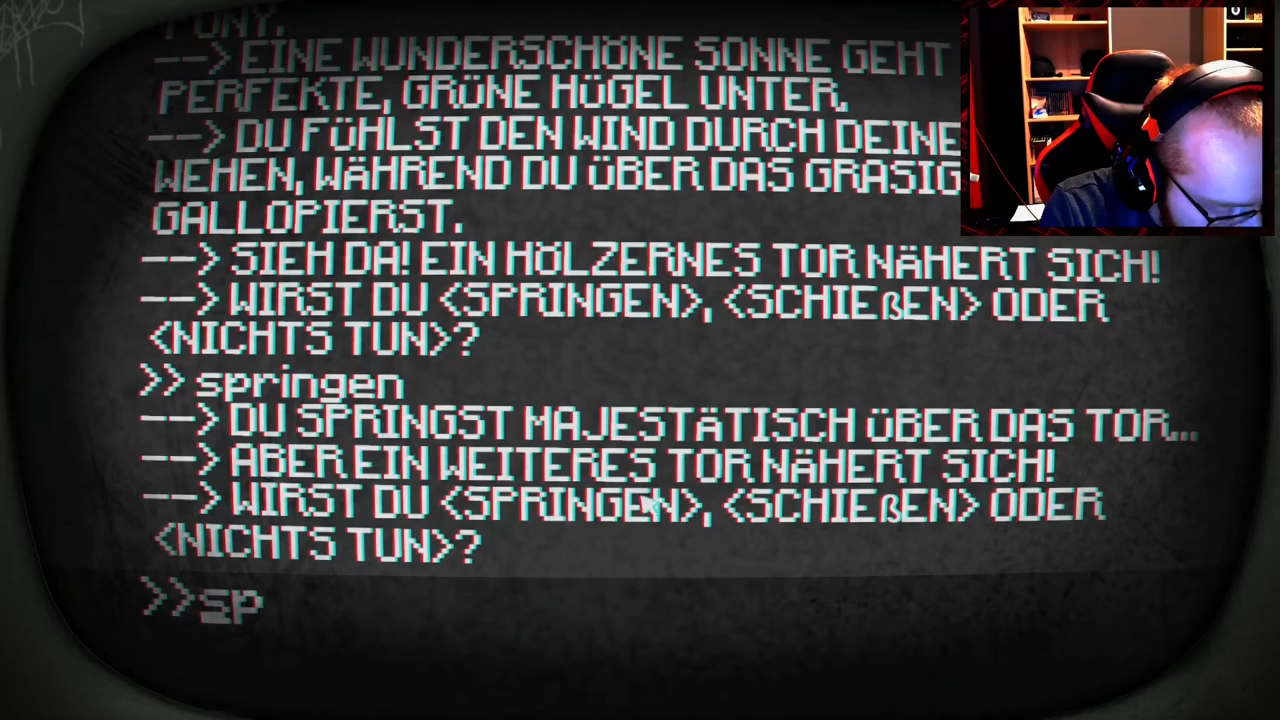 PONY.
--> EINE WUNDERSCHÖNE SONNE GEHT
PERFEKTE, GRÜNE HÜGEL UNTER.
--> DU FÜHLST DEN WIND DURCH DEINE
WEHEN, WÄHREND DU ÜBER DAS GRASIG
GALLOPIERST.
--> SIEH DA! EIN HÖLZERNES TOR NÄHERT SICH!
--> WIRST DU <SPRINGEN>, <SCHIEßEN> ODER
<NICHTS TUN>?
>> springen
--> DU SPRINGST MAJESTÄTISCH ÜBER DAS TOR...
--> ABER EIN WEITERES TOR NÄHERT SICH!
--> WIRST DU <SPRINGEN>, <SCHIEßEN> ODER
<NICHTS TUN>?
>>sp